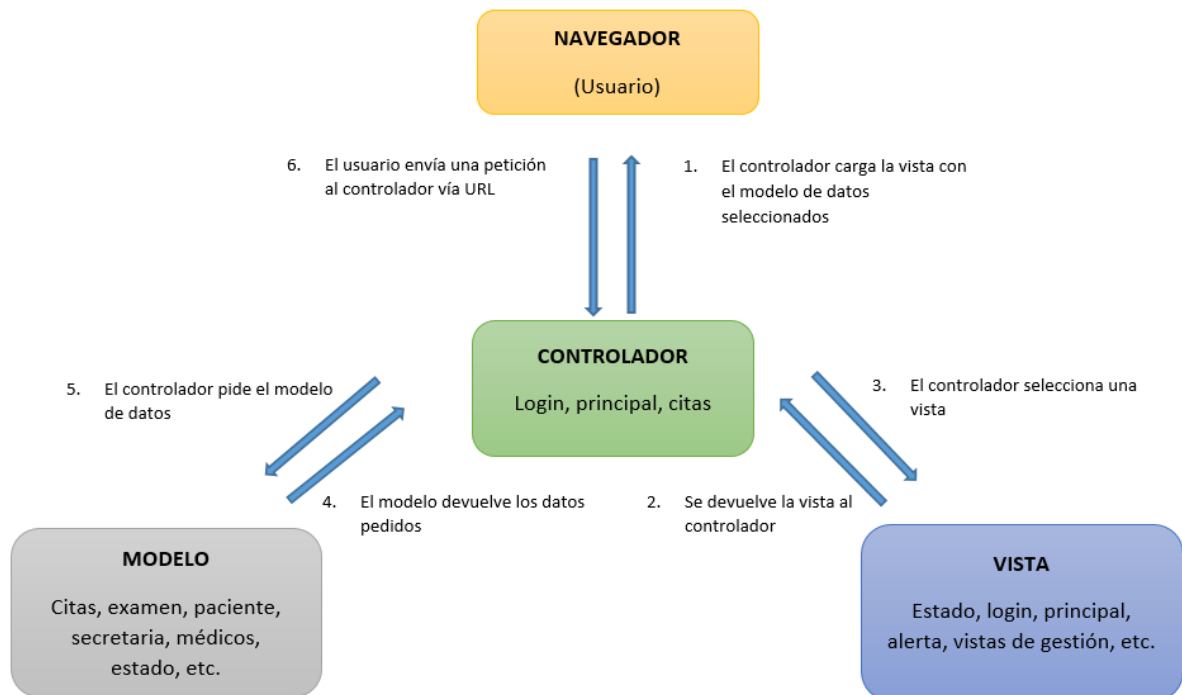 NAVEGADOR
(Usuario)
6. El usuario envía una petición
al controlador vía URL
1. El controlador carga la vista con
el modelo de datos
seleccionados
CONTROLADOR
Login, principal, citas
5. El controlador pide el modelo
de datos
3. El controlador selecciona una
vista
4. El modelo devuelve los datos
pedidos
2. Se devuelve la vista al
controlador
MODELO
Citas, examen, paciente,
secretaria, médicos,
estado, etc.
VISTA
Estado, login, principal,
alerta, vistas de gestión, etc.